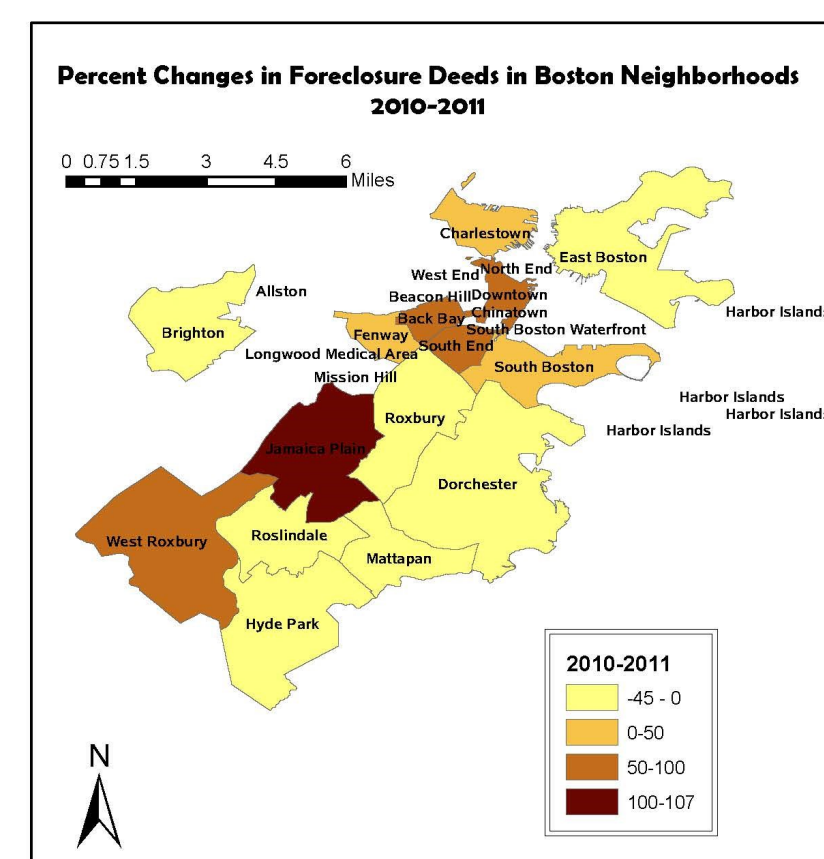 Percent Changes in Foreclosure Deeds in Boston Neighborhoods
2010-2011
0 0.75 1.5 3 4.5 6
Miles
Charlestown
East Boston
West End
North End
Allston
Beacon Hill
Downtown
Chinatown
Harbor Islands
Brighton
Back Bay
South Boston Waterfront
Fenway
South End
Longwood Medical Area
South Boston
Mission Hill
Harbor Islands
Harbor Islands
Roxbury
Harbor Islands
Jamaica Plain
Dorchester
Roslindale
West Roxbury
Mattapan
Hyde Park
2010-2011
-45 - 0
0-50
50-100
100-107
N